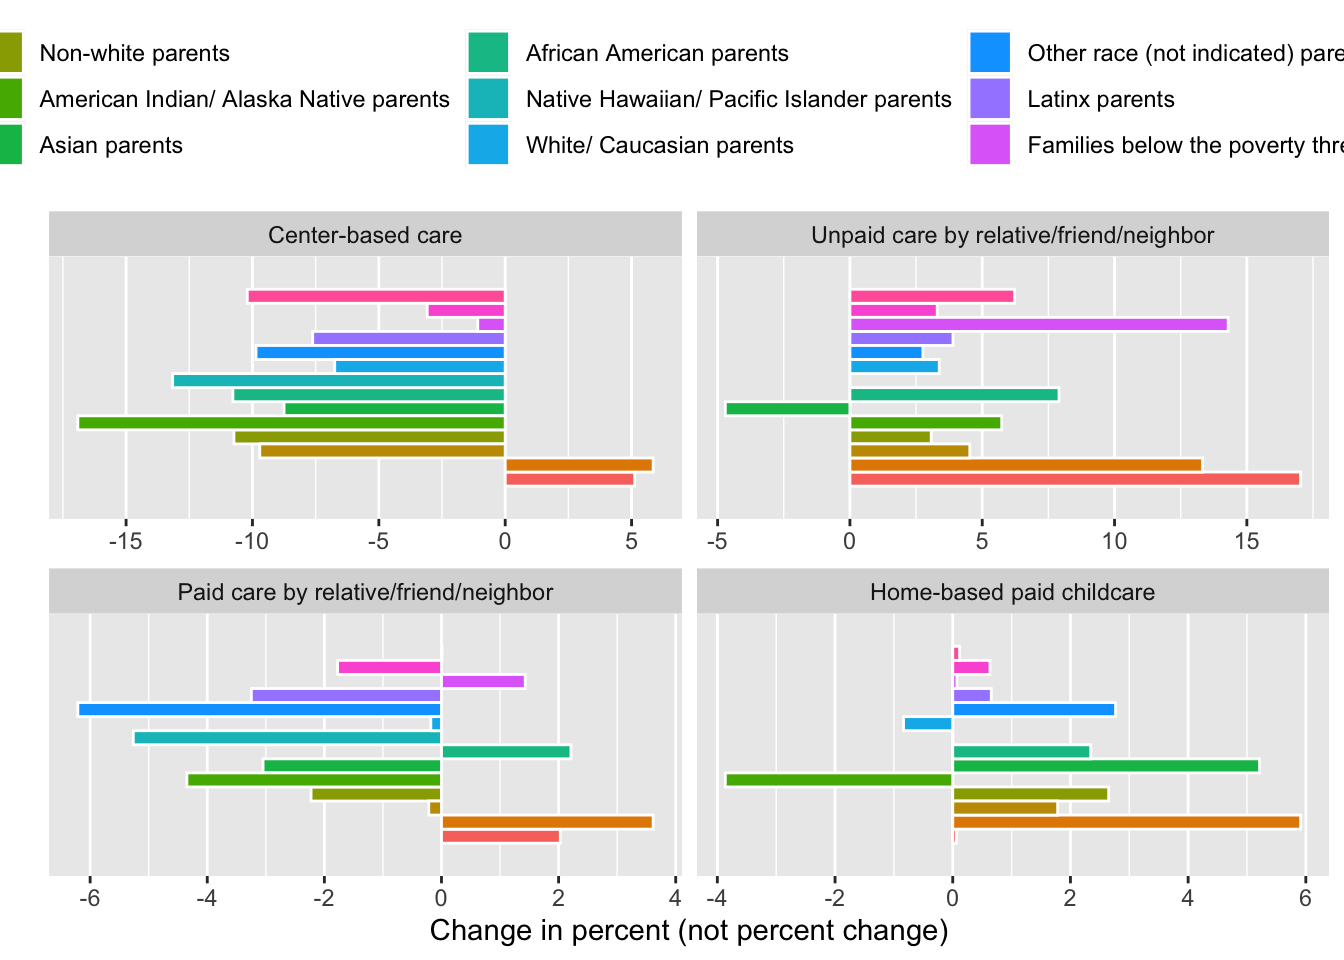 Non-white parents African American parents Other race (not indicated)
American Indian/ Alaska Native parents Native Hawaiian/ Pacific Islander parents Latinx parents
Asian parents White/ Caucasian parents Families below the poverty
Center-based care Unpaid care by relative/friend/neighbor
-15 -10 -5 0 5 -5 0 5 10 15
Paid care by relative/friend/neighbor Home-based paid childcare
-6 -4 -2 0 2 4 -4 -2 0 2 4 6
Change in percent (not percent change)